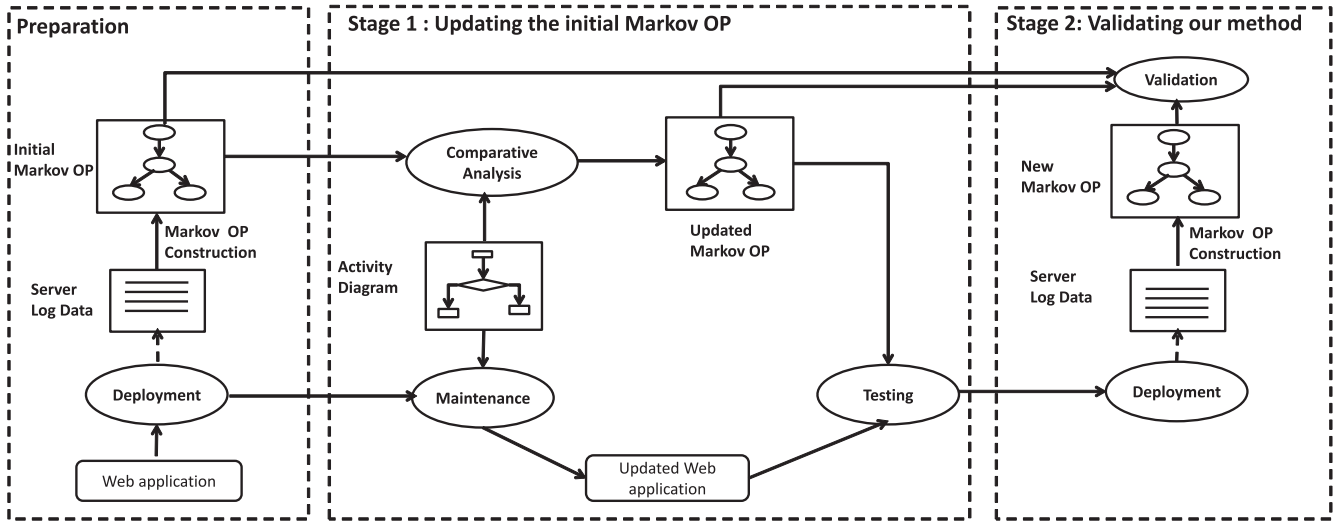 Preparation
Initial
Markov OP
Markov OP
Construction
Server
Log Data
Deployment
Web application
Stage 1 : Updating the initial Markov OP
Comparative
Analysis
Activity
Diagram
Maintenance
Updated
Markov OP
Updated Web
application
Testing
Stage 2: Validating our method
Validation
New
Markov OP
Markov OP
Construction
Server
Log Data
Deployment